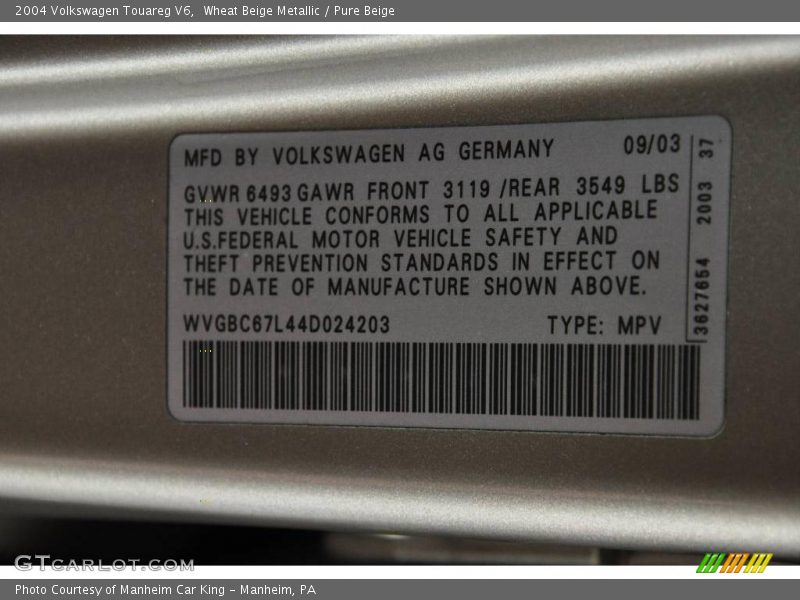 2004 Volkswagen Touareg V6,  Wheat Beige Metallic / Pure Beige
MFD BY VOLKSWAGEN AG GERMANY 09/03
GVWR 6493 GAWR FRONT 3119 /REAR 3549 LBS
THIS VEHICLE CONFORMS TO ALL APPLICABLE
U.S.FEDERAL MOTOR VEHICLE SAFETY AND
THEFT PREVENTION STANDARDS IN EFFECT ON
THE DATE OF MANUFACTURE SHOWN ABOVE.
WVGBC67L44D024203 TYPE: MPV
3627654 2003 37
GTCARLOT.COM
Photo Courtesy of Manheim Car King - Manheim, PA